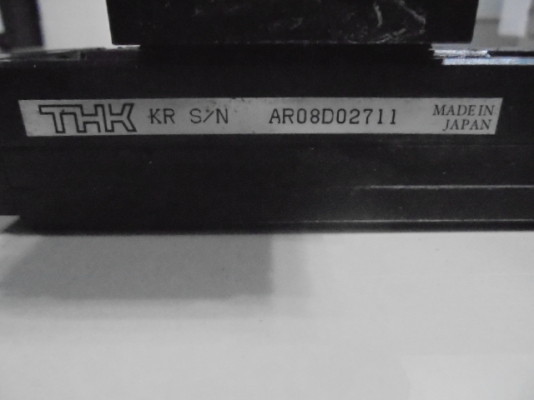 THK KR S/N AR08D02711 MADE IN
JAPAN